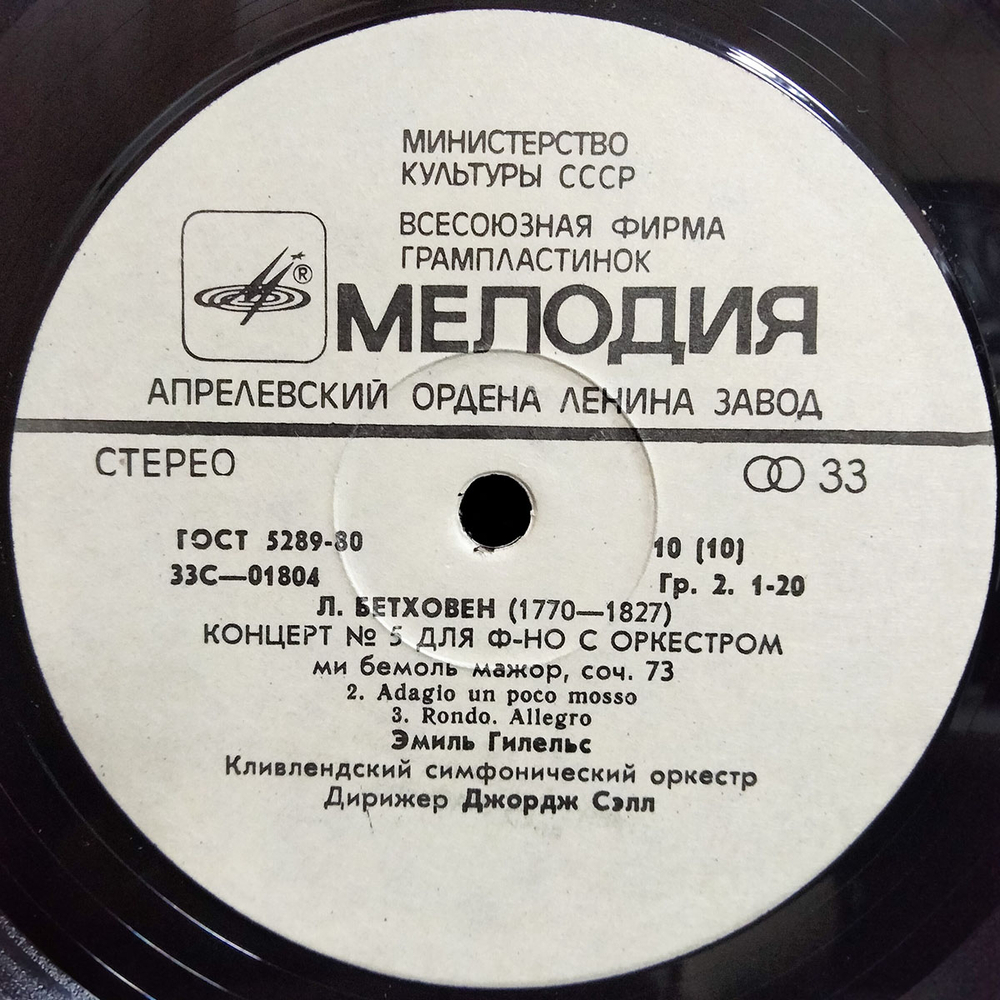 МИНИСТЕРСТВО
КУЛЬТУРЫ СССР
ВСЕСОЮЗНАЯ ФИРМА
ГРАМПЛАСТИНОК
®
МЕЛОДИЯ
АПРЕЛЕВСКИЙ ОРДЕНА ЛЕНИНА ЗАВОД
СТЕРЕО 33
ГОСТ 5289-80 10 (10)
33С—01804 Гр. 2. 1-20
Л. БЕТХОВЕН (1770—1827)
КОНЦЕРТ № 5 ДЛЯ Ф-НО С ОРКЕСТРОМ
ми бемоль мажор, соч. 73
2. Adagio un poco mosso
3. Rondo. Allegro
Эмиль Гилельс
Кливлендский симфонический оркестр
Дирижер Джордж Сэлл